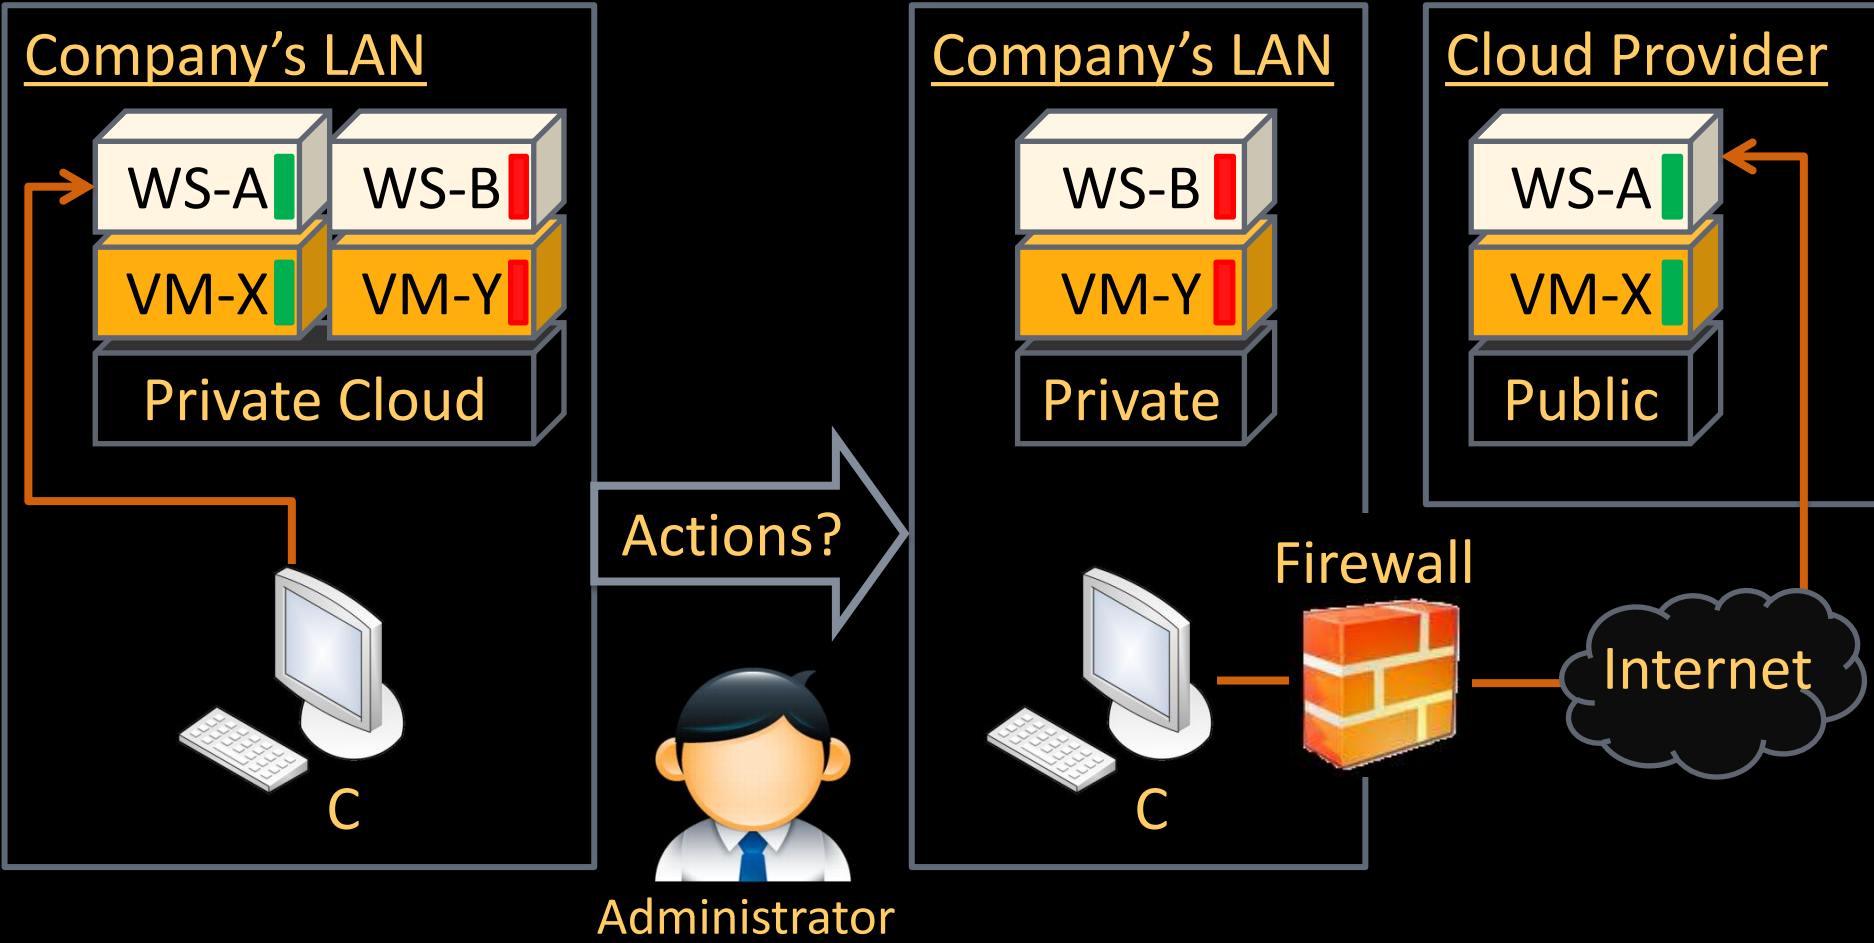 Company’s LAN
WS-A
WS-B
VM-X
VM-Y
Private Cloud
C
Actions?
Administrator
Company’s LAN
WS-B
VM-Y
Private
C
Firewall
Internet
Cloud Provider
WS-A
VM-X
Public